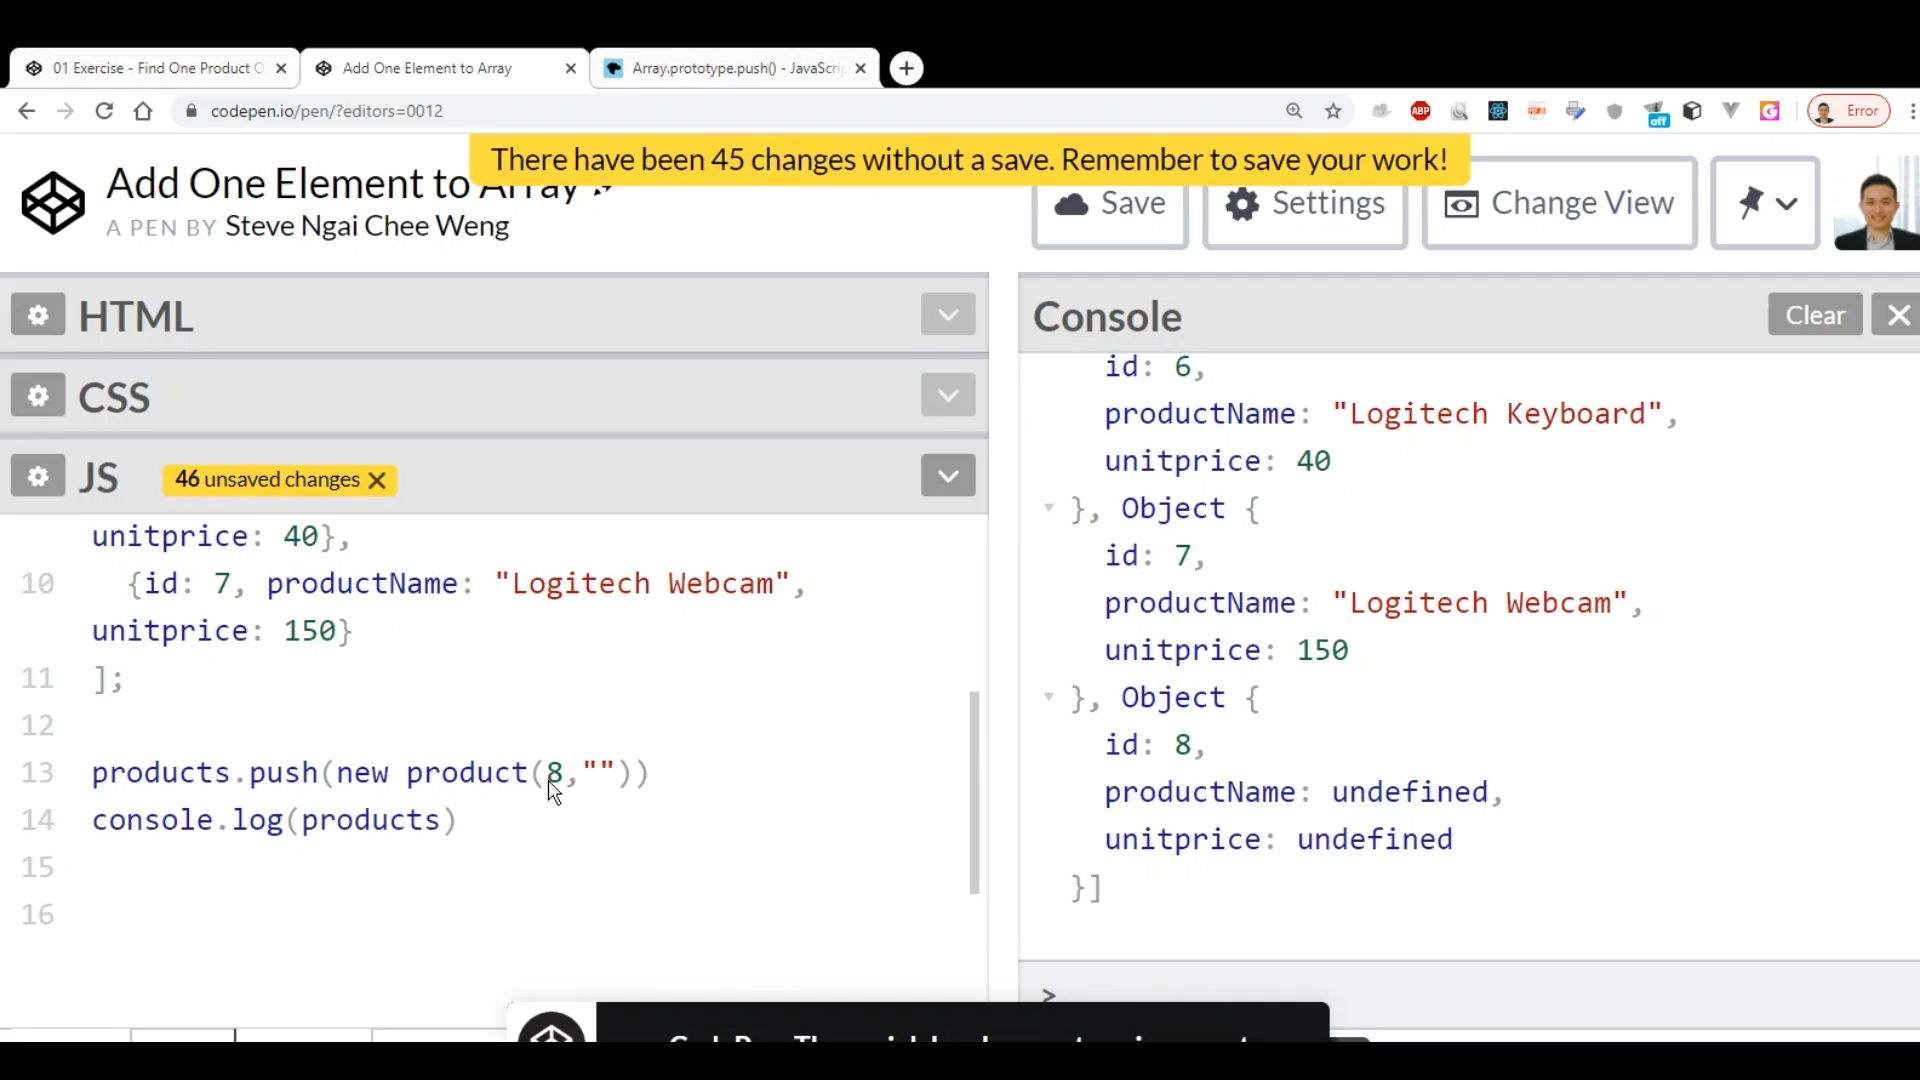 01 Exercise - Find One Product O
Add One Element to Array
Array.prototype.push() - JavaScri
codepen.io/pen/?editors=0012
ABP
off
Error
There have been 45 changes without a save. Remember to save your work!
Add One Element to Array
A PEN BY Steve Ngai Chee Weng
Save
Settings
Change View
HTML
CSS
JS
46 unsaved changes
unitprice: 40},
10 {id: 7, productName: "Logitech Webcam",
unitprice: 150}
11 ];
12
13 products.push(new product(8,""))
14 console.log(products)
15
16
Console
Clear
id: 6,
productName: "Logitech Keyboard",
unitprice: 40
}, Object {
id: 7,
productName: "Logitech Webcam",
unitprice: 150
}, Object {
id: 8,
productName: undefined,
unitprice: undefined
}]
>